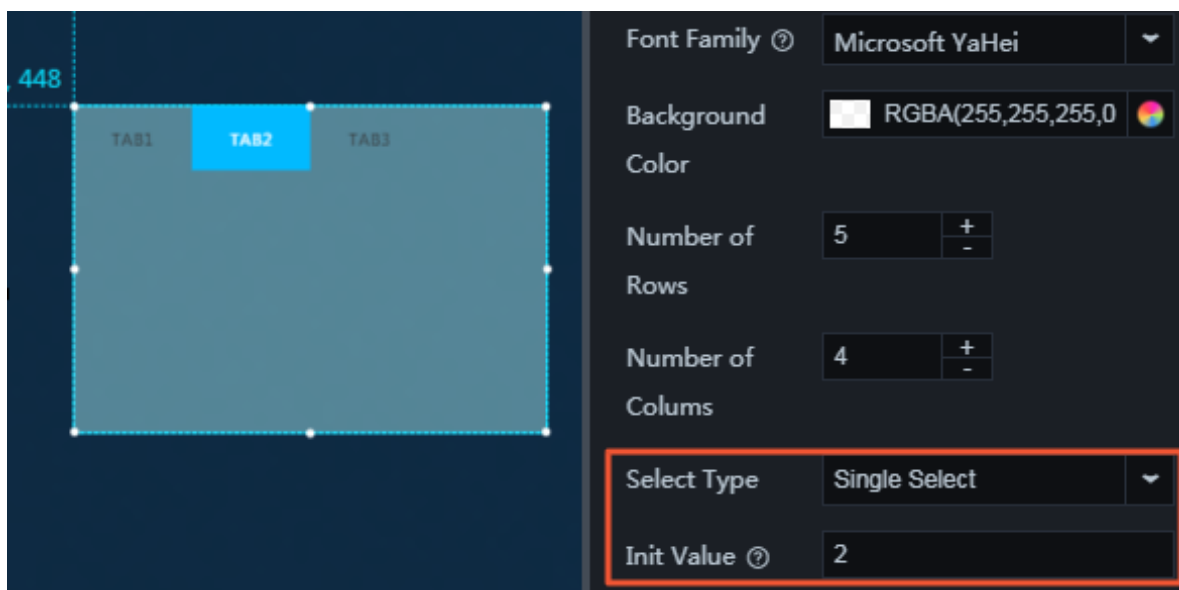 , 448
TAB1 TAB2 TAB3
Font Family ? Microsoft YaHei
Background RGBA(255,255,255,0
Color
Number of 5 + -
Rows
Number of 4 + -
Colums
Select Type Single Select
Init Value ? 2